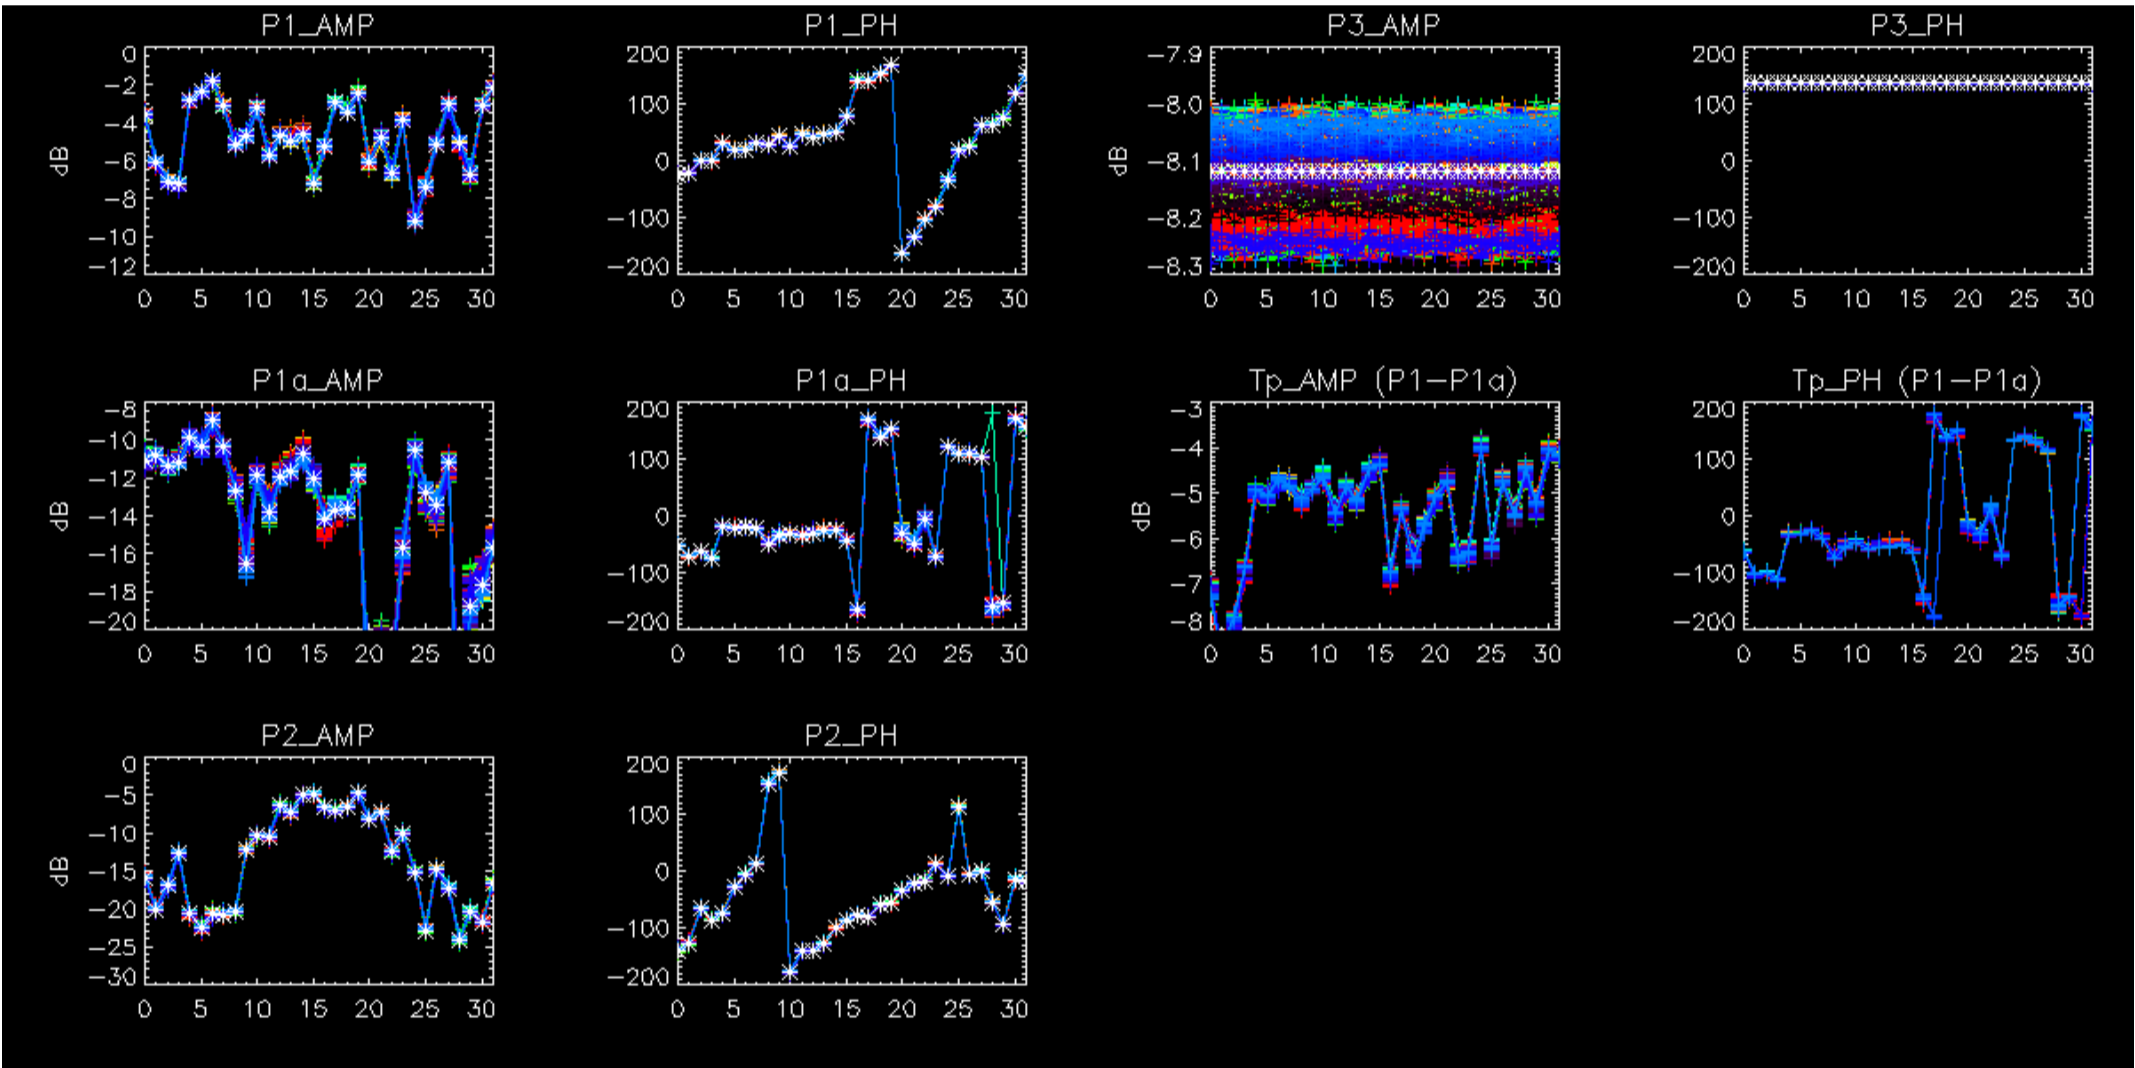 P1_AMP
0
−2
−4
−6
−8
−10
−12
dB
0 5 10 15 20 25 30
P1_PH
200
100
0
−100
−200
0 5 10 15 20 25 30
P3_AMP
−7.9
−8.0
−8.1
−8.2
−8.3
dB
0 5 10 15 20 25 30
P3_PH
200
100
0
−100
−200
0 5 10 15 20 25 30
P1a_AMP
−8
−10
−12
−14
−16
−18
−20
dB
0 5 10 15 20 25 30
P1a_PH
200
100
0
−100
−200
0 5 10 15 20 25 30
Tp_AMP (P1−P1a)
−3
−4
−5
−6
−7
−8
dB
0 5 10 15 20 25 30
Tp_PH (P1−P1a)
200
100
0
−100
−200
0 5 10 15 20 25 30
P2_AMP
0
−5
−10
−15
−20
−25
−30
dB
0 5 10 15 20 25 30
P2_PH
200
100
0
−100
−200
0 5 10 15 20 25 30